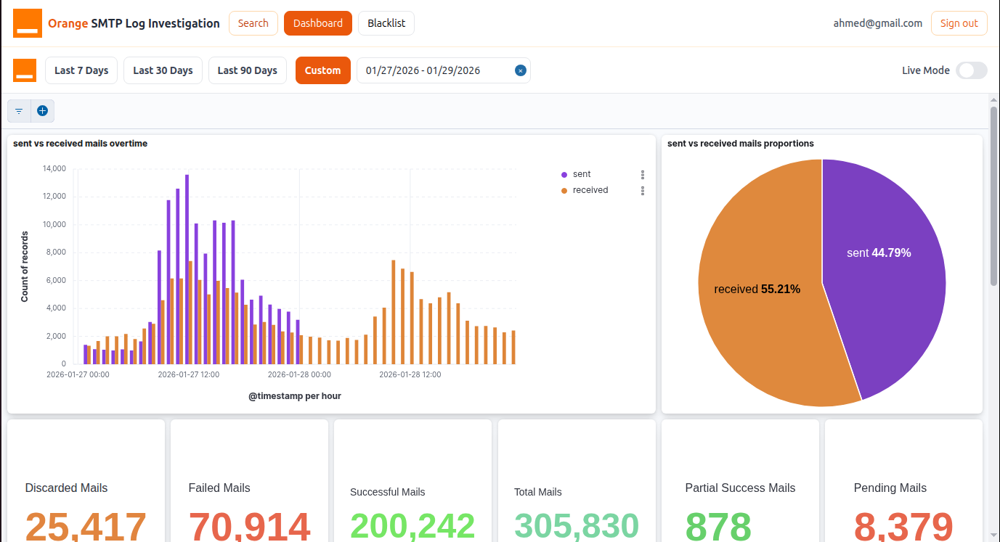 Orange SMTP Log Investigation Search Dashboard Blacklist ahmed@gmail.com Sign out
Last 7 Days Last 30 Days Last 90 Days Custom 01/27/2026 - 01/29/2026 Live Mode
sent vs received mails overtime
14,000
12,000
10,000
8,000
6,000
4,000
2,000
0
Count of records
2026-01-27 00:00 2026-01-27 12:00 2026-01-28 00:00 2026-01-28 12:00
@timestamp per hour
sent
received
sent vs received mails proportions
sent 44.79%
received 55.21%
Discarded Mails
25,417
Failed Mails
70,914
Successful Mails
200,242
Total Mails
305,830
Partial Success Mails
878
Pending Mails
8,379